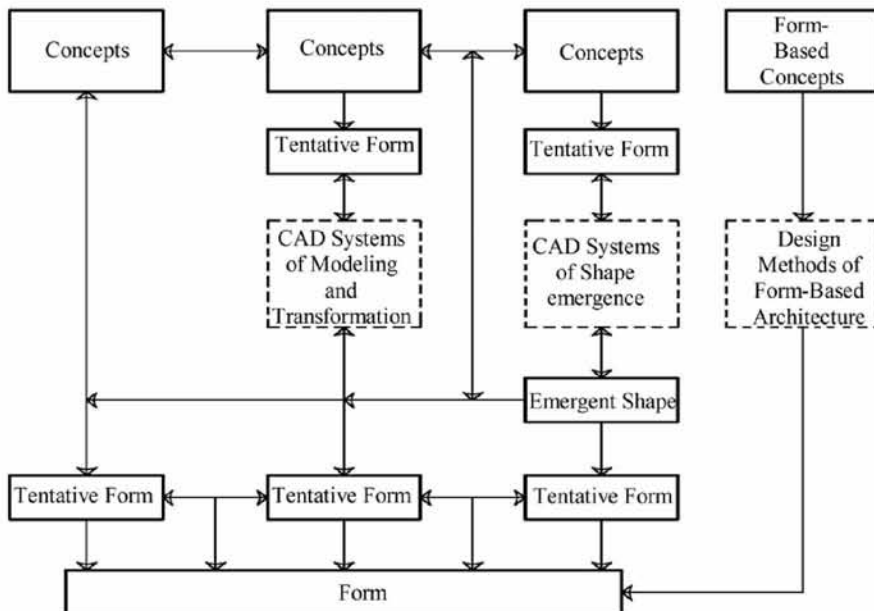 Concepts
Concepts
Concepts
Form-
Based
Concepts
Tentative Form
Tentative Form
CAD Systems
of Modeling
and
Transformation
CAD Systems
of Shape
emergence
Design
Methods of
Form-Based
Architecture
Emergent Shape
Tentative Form
Tentative Form
Tentative Form
Form